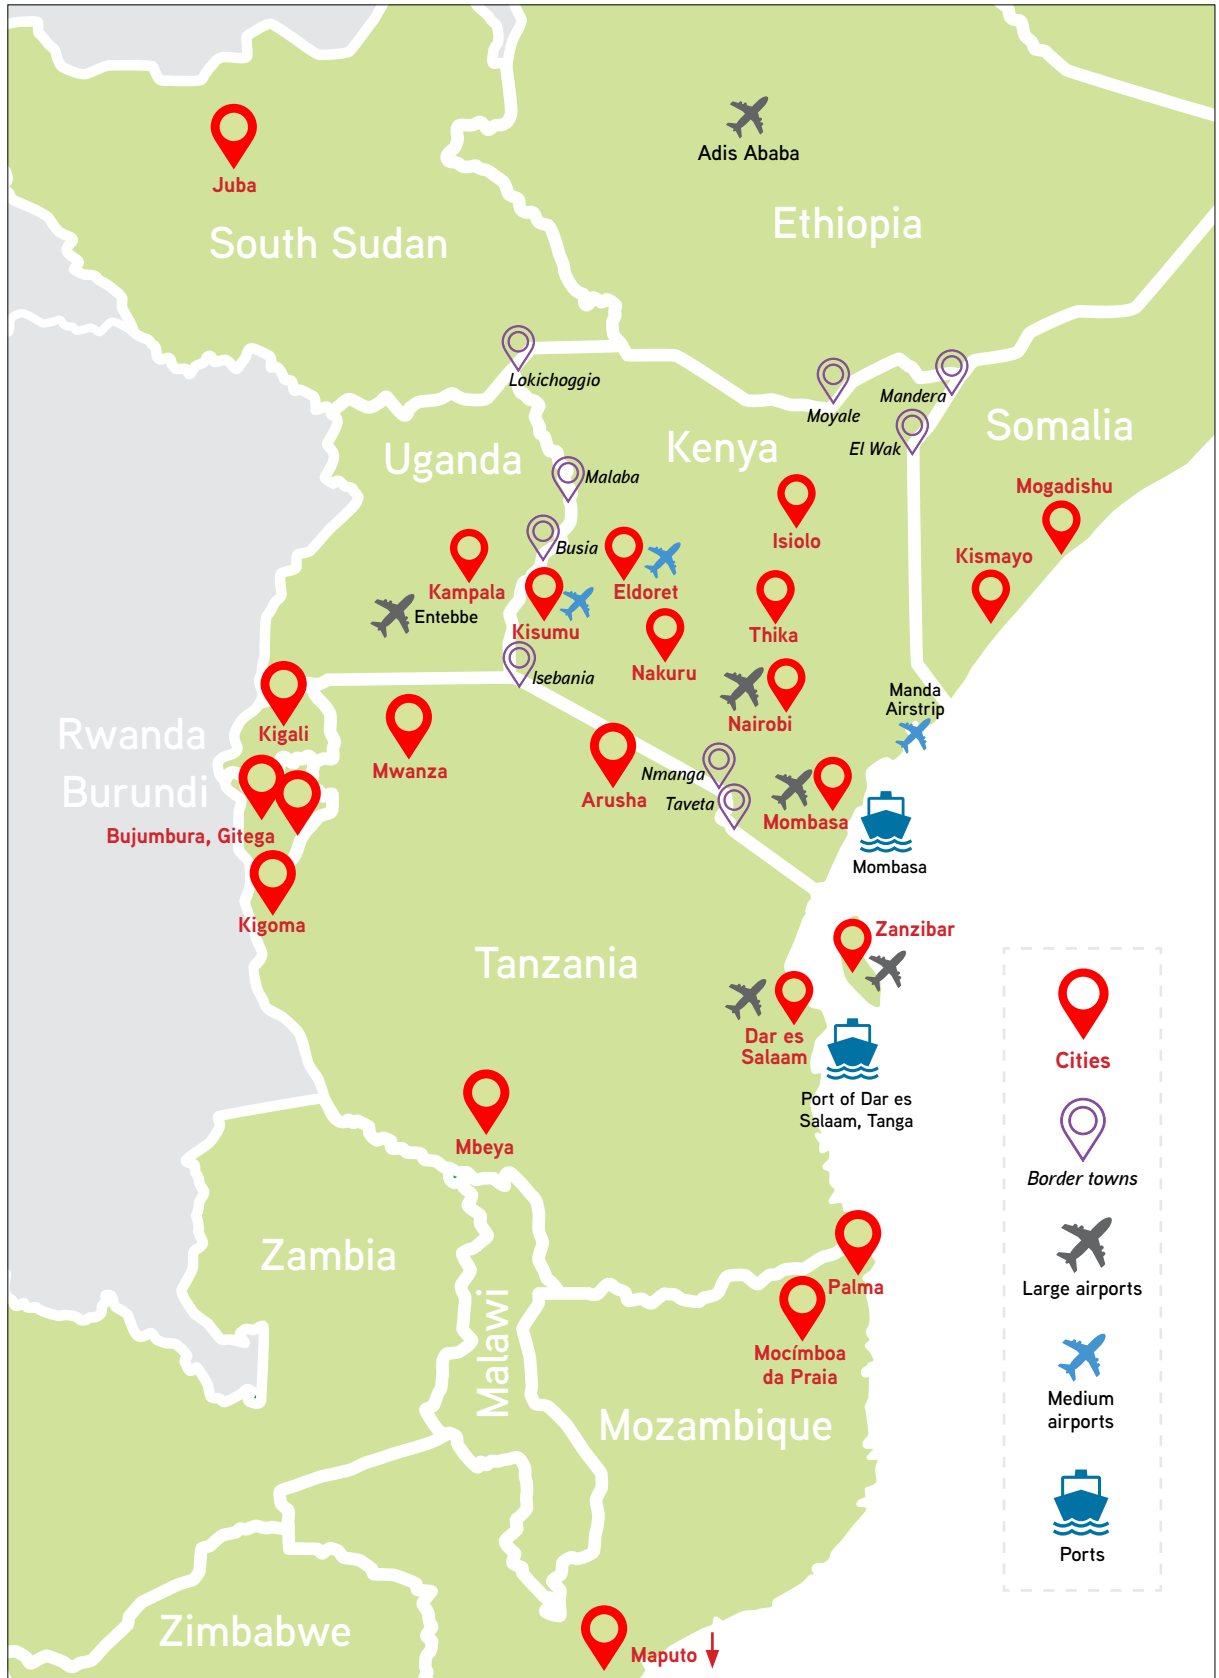 Adis Ababa
Juba
South Sudan
Ethiopia
Lokichoggio
Moyale
Mandera
El Wak
Somalia
Kenya
Uganda
Malaba
Mogadishu
Isiolo
Busia
Kismayo
Kampala
Eldoret
Entebbe
Kisumu
Thika
Nakuru
Isebania
Manda
Airstrip
Nairobi
Kigali
Rwanda
Burundi
Mwanza
Arusha
Nmanga
Taveta
Mombasa
Mombasa
Bujumbura, Gitega
Kigoma
Zanzibar
Tanzania
Dar es
Salaam
Port of Dar es
Salaam, Tanga
Mbeya
Zambia
Malawi
Palma
Mocímboa
da Praia
Mozambique
Zimbabwe
Maputo
Cities
Border towns
Large airports
Medium
airports
Ports